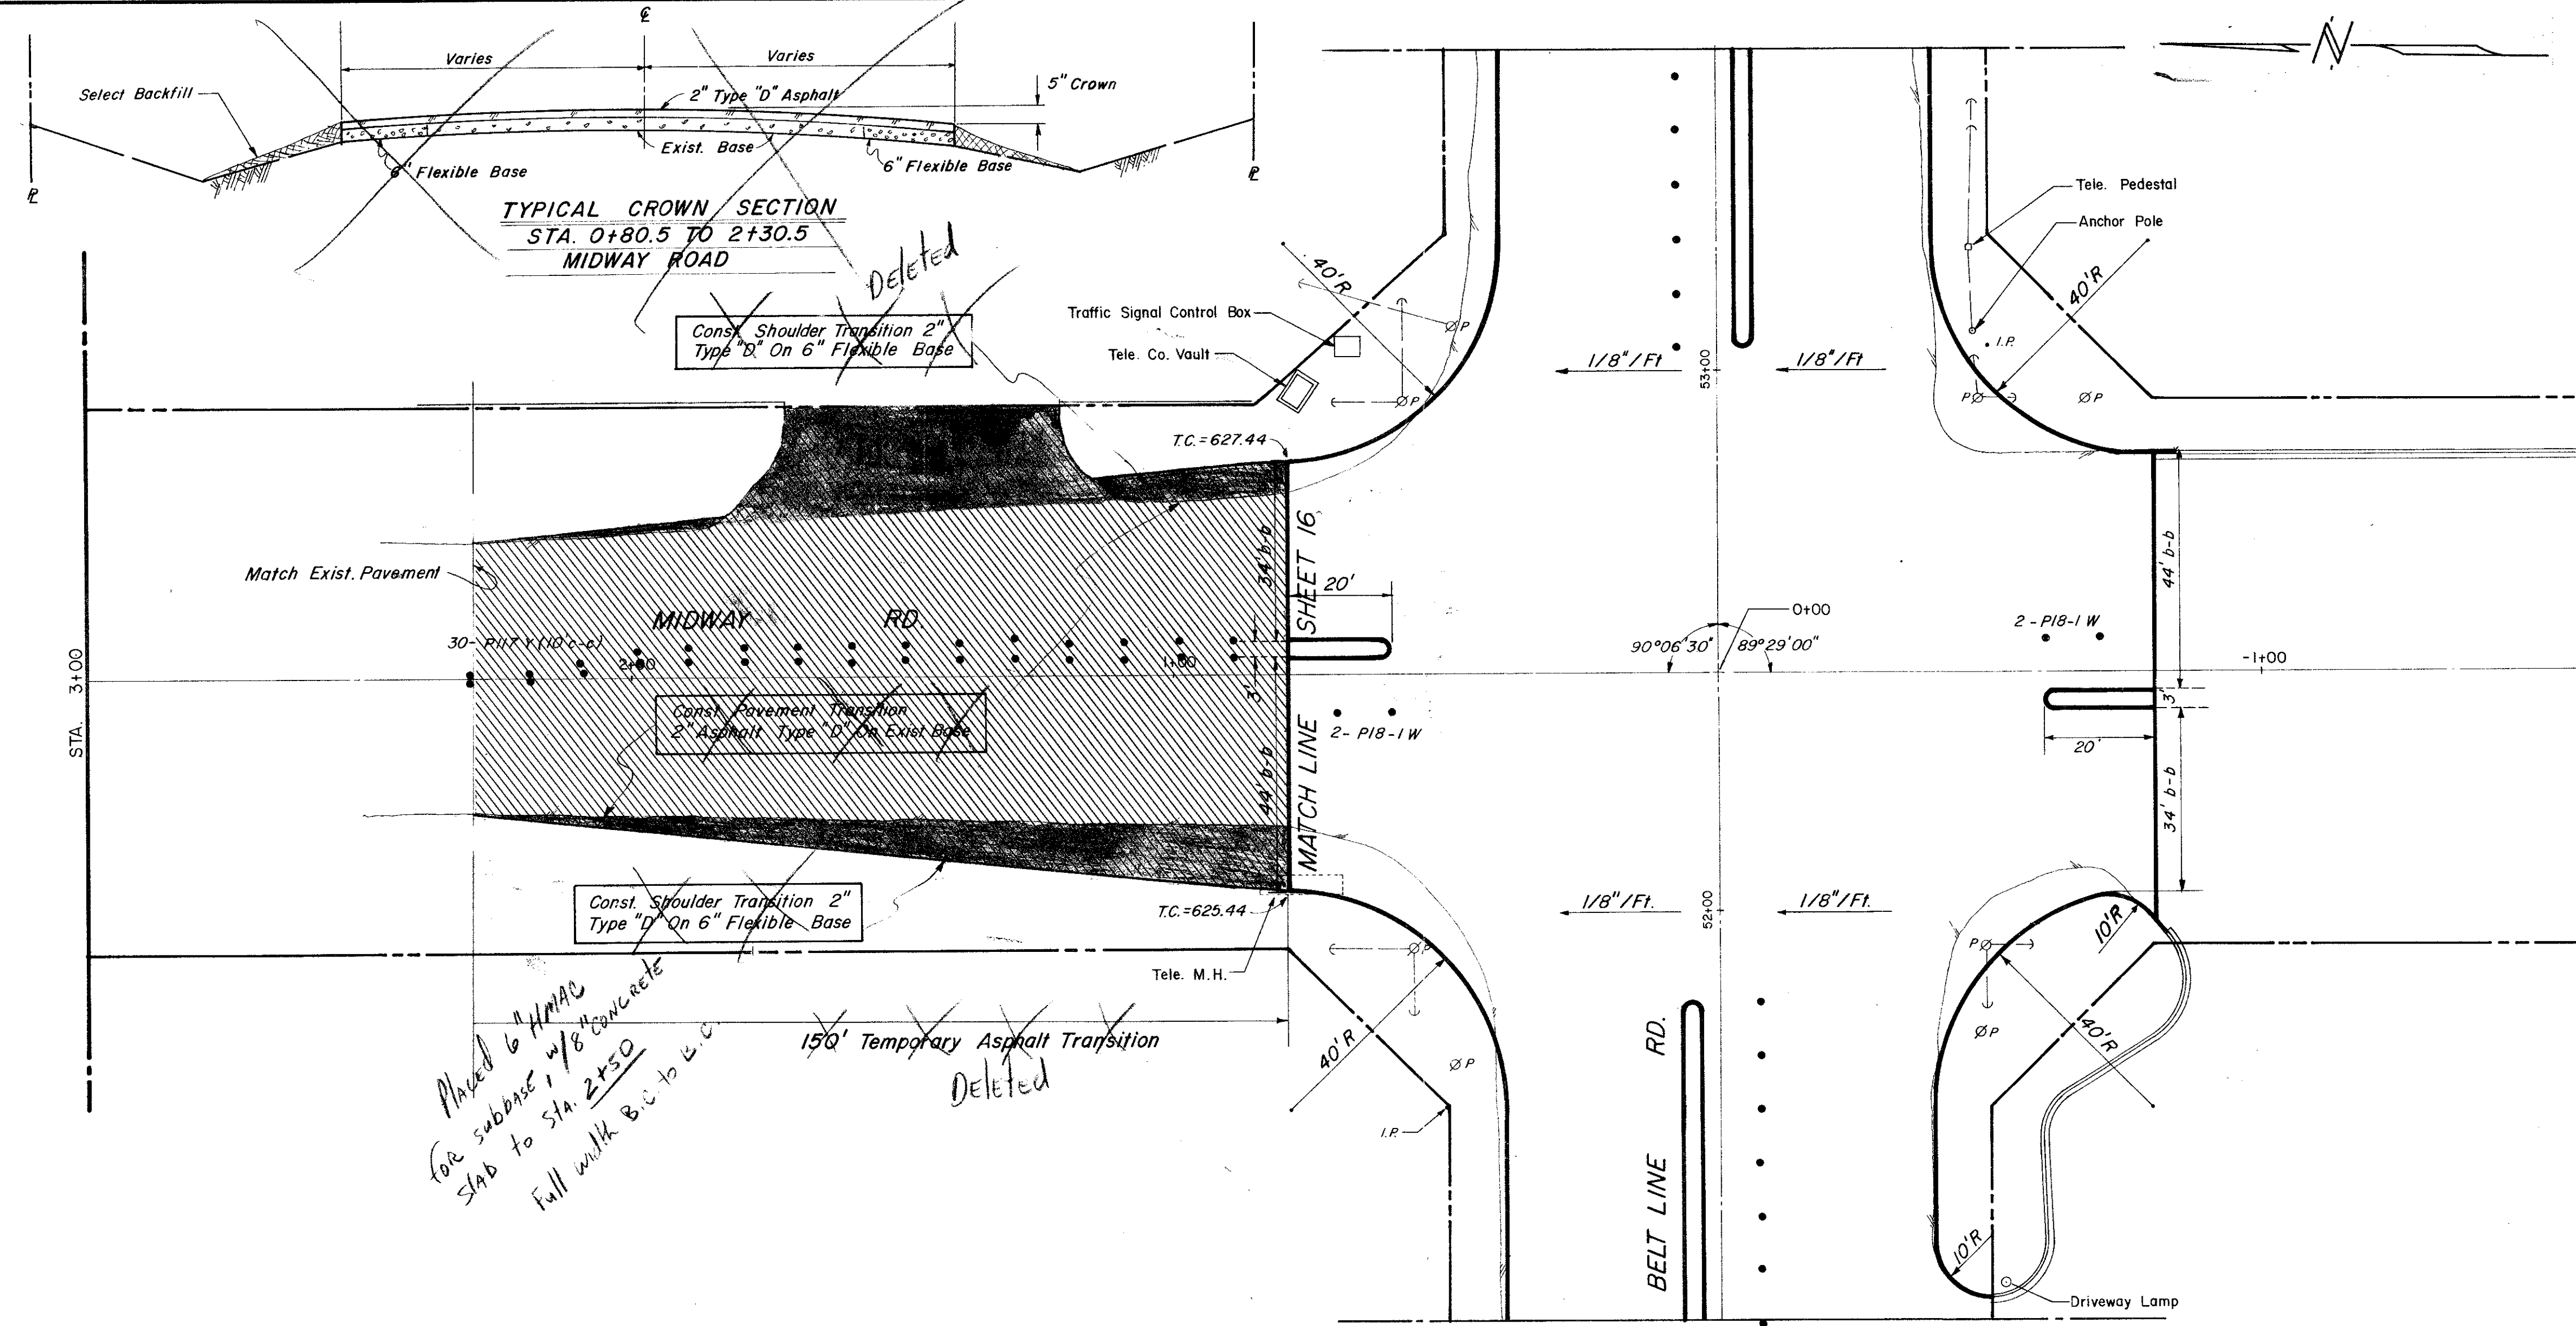 ℄
Varies
Varies
Select Backfill
2" Type "D" Asphalt
5" Crown
Exist. Base
6" Flexible Base
6" Flexible Base
℄
℄
TYPICAL CROWN SECTION
STA. 0+80.5 TO 2+30.5
MIDWAY ROAD
Deleted
N
Const. Shoulder Transition 2"
Type "D" On 6" Flexible Base
Traffic Signal Control Box
Tele. Co. Vault
40'R
P
P
T.C.=627.44
1/8"/Ft
53+00
1/8"/Ft
Tele. Pedestal
Anchor Pole
40'R
I.P.
P
P
Match Exist. Pavement
MIDWAY RD.
30- P117 Y (10'c-c)
2+00
1+00
STA. 3+00
34' b-b
3'
44' b-b
MATCH LINE SHEET 16
20'
2- P18-1 W
0+00
90°06'30"
89°29'00"
2 - P18-1 W
-1+00
44' b-b
3'
34' b-b
20'
Const. Pavement Transition
2" Asphalt Type "D" On Exist Base
Const. Shoulder Transition 2"
Type "D" On 6" Flexible Base
T.C.=625.44
Tele. M.H.
1/8"/Ft.
52+00
1/8"/Ft.
150' Temporary Asphalt Transition
Deleted
Placed 6" HMAC
for subbase, w/8" concrete
slab to Sta. 2+50
Full width B.C. to B.C.
P
40'R
P
I.P.
BELT LINE RD.
P
10'R
P
40'R
10'R
Driveway Lamp